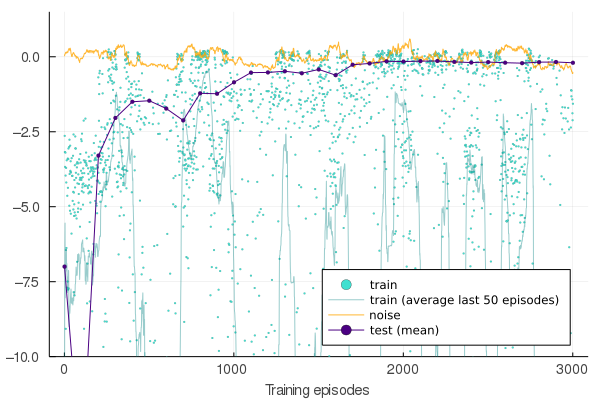 0.0
−2.5
−5.0
−7.5
−10.0
train
train (average last 50 episodes)
noise
test (mean)
0 1000 2000 3000
Training episodes